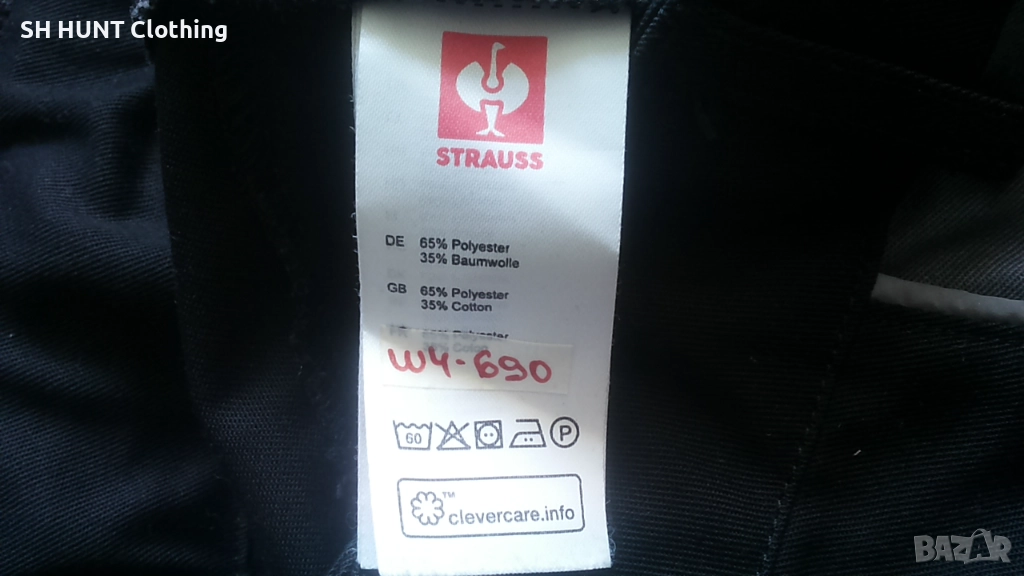 SH HUNT Clothing
STRAUSS
DE 65% Polyester
35% Baumwolle
GB 65% Polyester
35% Cotton
W4-690
60
P
™
clevercare.info
BAZAR